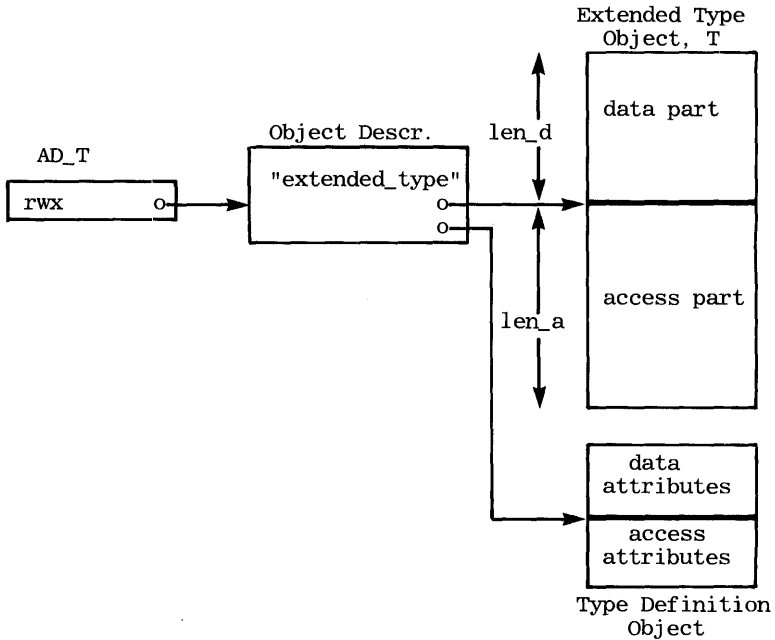 Extended Type
Object, T
data part
len_d
Object Descr.
AD_T
"extended_type"
rwx
access part
len_a
data
attributes
access
attributes
Type Definition
Object